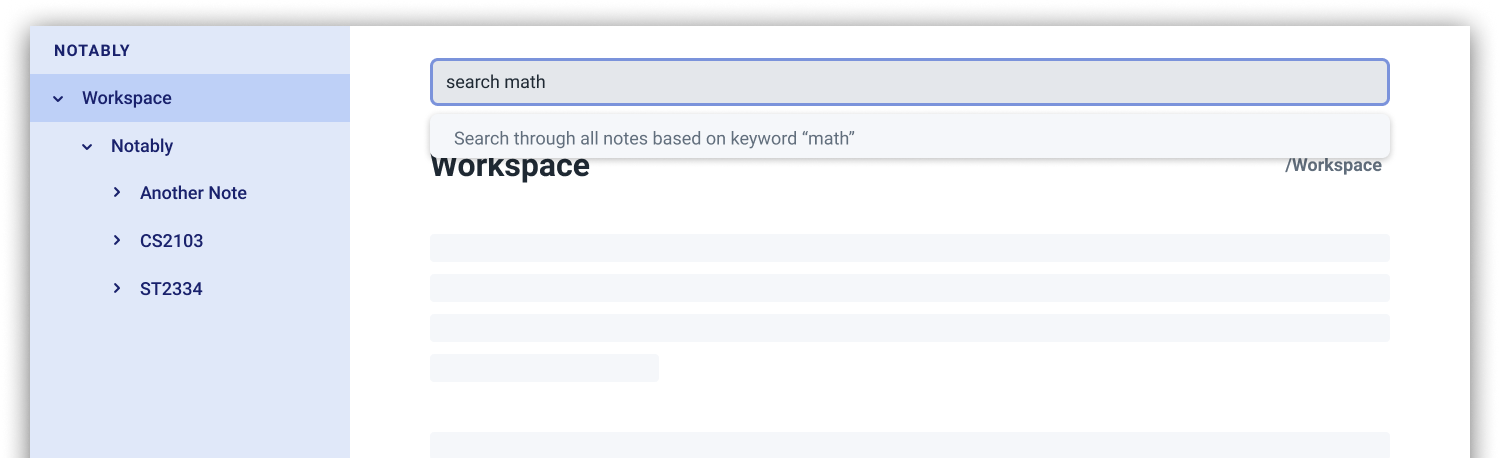 NOTABLY
Workspace
Notably
Another Note
CS2103
ST2334
search math
Search through all notes based on keyword “math”
Workspace
/Workspace